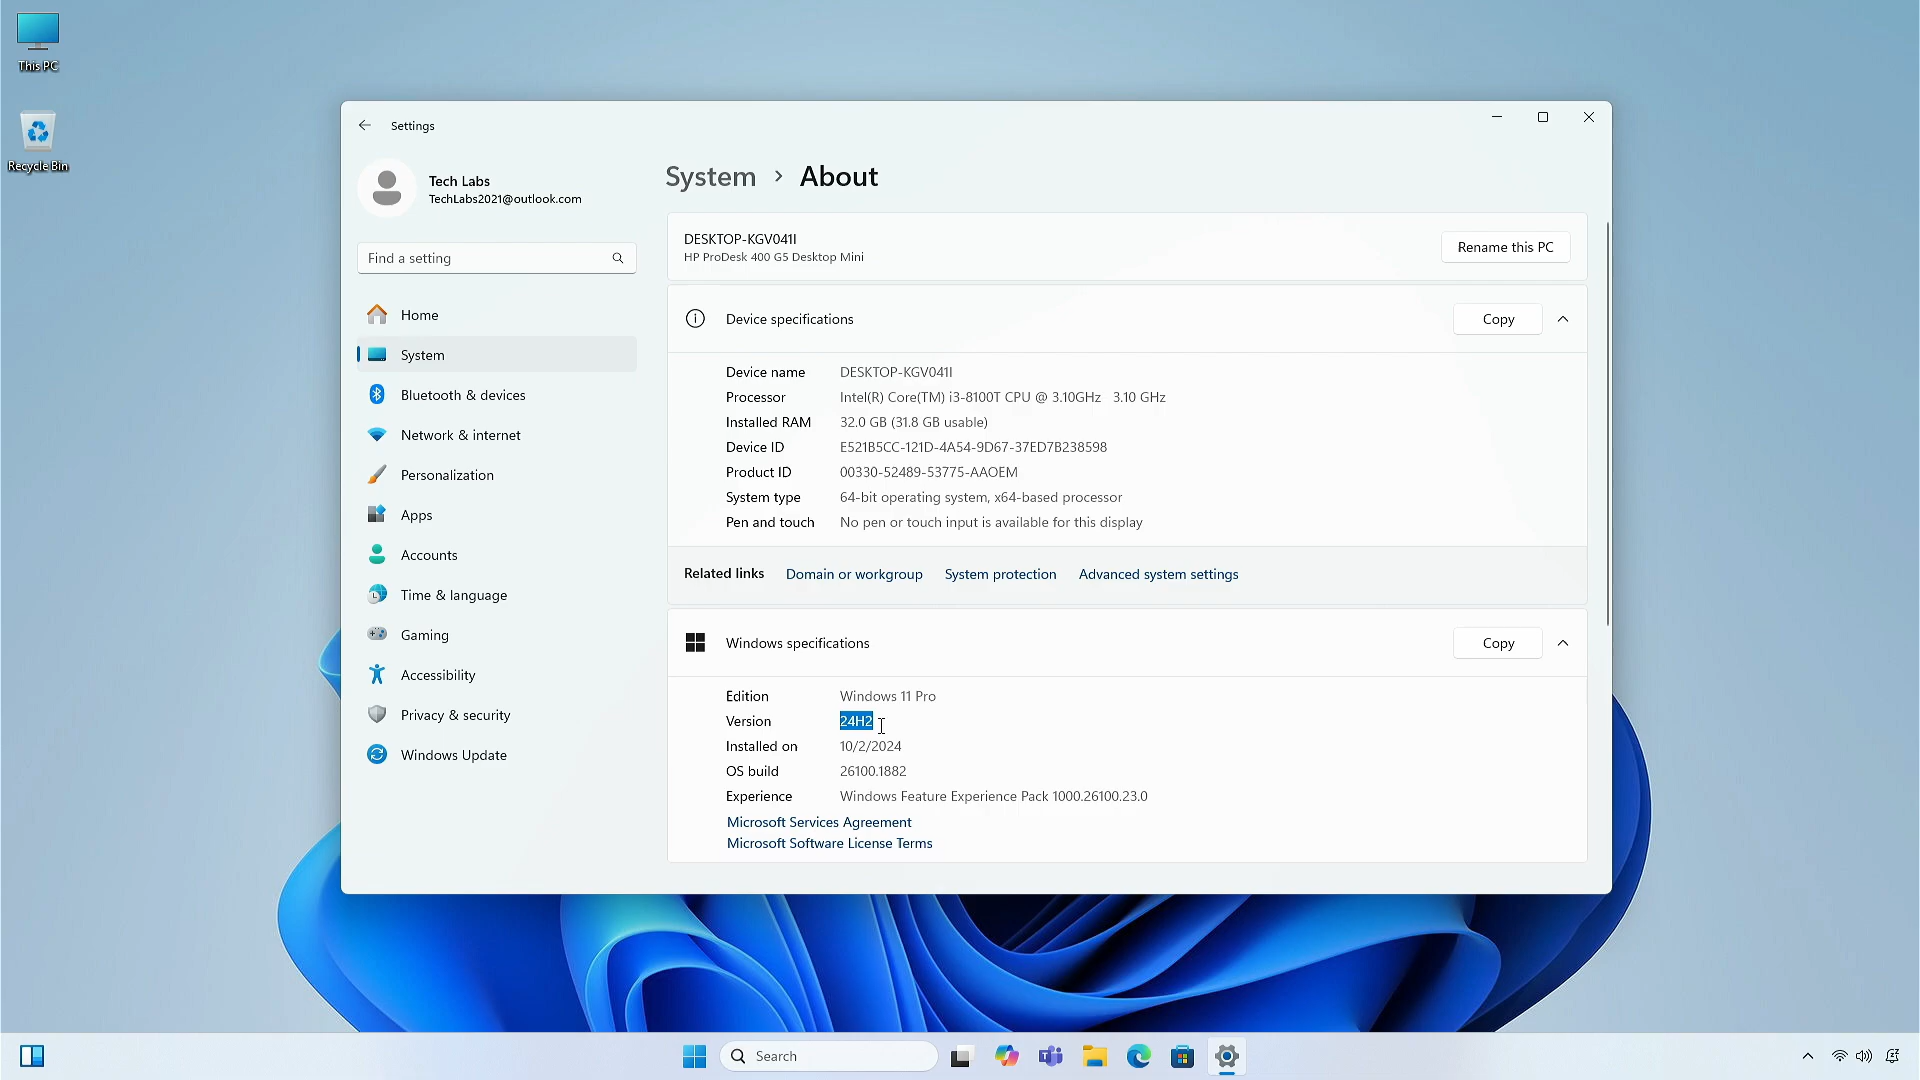 This PC
Recycle Bin
Settings
Tech Labs
TechLabs2021@outlook.com
Find a setting
Home
System
Bluetooth & devices
Network & internet
Personalization
Apps
Accounts
Time & language
Gaming
Accessibility
Privacy & security
Windows Update
System > About
DESKTOP-KGV041I
HP ProDesk 400 G5 Desktop Mini
Rename this PC
Device specifications
Copy
Device name DESKTOP-KGV041I
Processor Intel(R) Core(TM) i3-8100T CPU @ 3.10GHz 3.10 GHz
Installed RAM 32.0 GB (31.8 GB usable)
Device ID E521B5CC-121D-4A54-9D67-37ED7B238598
Product ID 00330-52489-53775-AAOEM
System type 64-bit operating system, x64-based processor
Pen and touch No pen or touch input is available for this display
Related links Domain or workgroup System protection Advanced system settings
Windows specifications
Copy
Edition Windows 11 Pro
Version 24H2
Installed on 10/2/2024
OS build 26100.1882
Experience Windows Feature Experience Pack 1000.26100.23.0
Microsoft Services Agreement
Microsoft Software License Terms
Search